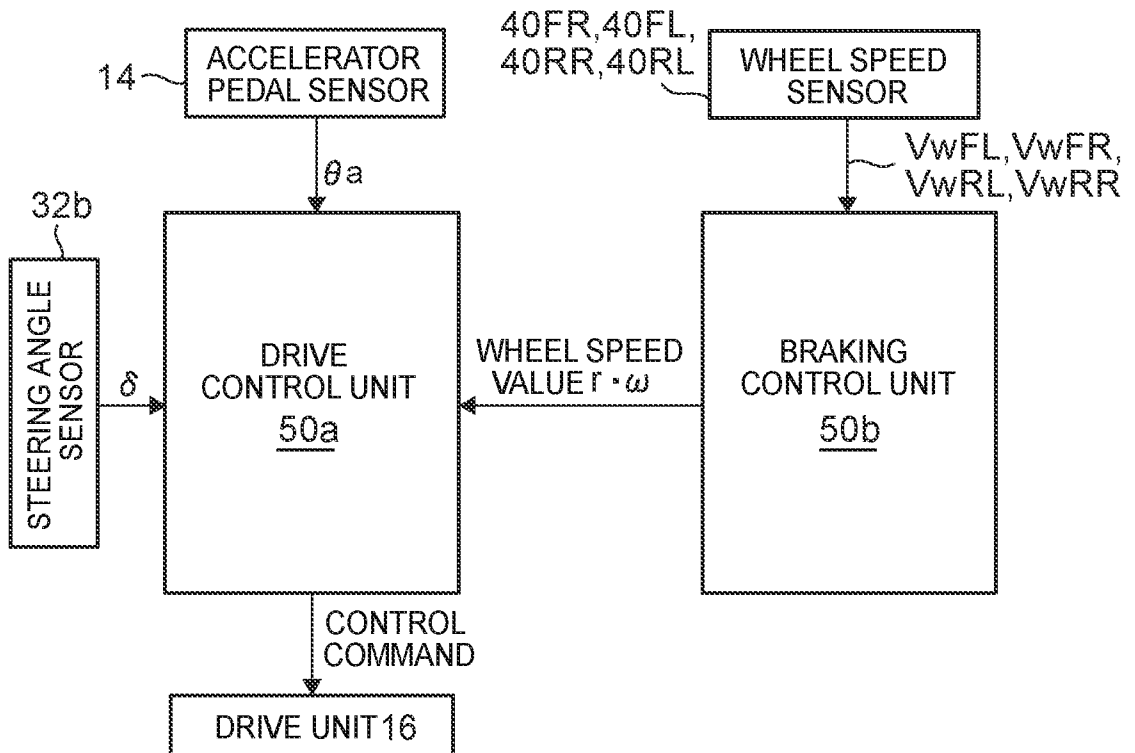 14
ACCELERATOR
PEDAL SENSOR
40FR,40FL,
40RR,40RL
WHEEL SPEED
SENSOR
θa
VwFL,VwFR,
VwRL,VwRR
32b
STEERING ANGLE
SENSOR
δ
DRIVE
CONTROL UNIT
50a
WHEEL SPEED
VALUE r・ω
BRAKING
CONTROL UNIT
50b
CONTROL
COMMAND
DRIVE UNIT 16